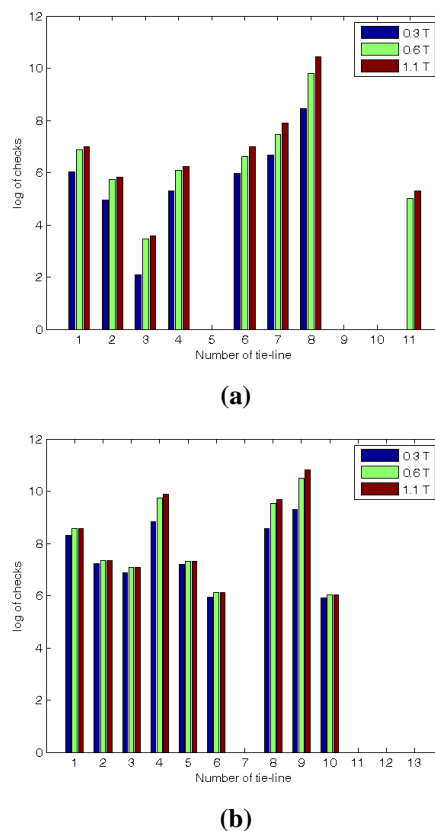 12
10
8
6
4
2
0
log of checks
0.3 T
0.6 T
1.1 T
1 2 3 4 5 6 7 8 9 10 11
Number of tie-line
(a)
12
10
8
6
4
2
0
log of checks
0.3 T
0.6 T
1.1 T
1 2 3 4 5 6 7 8 9 10 11 12 13
Number of tie-line
(b)